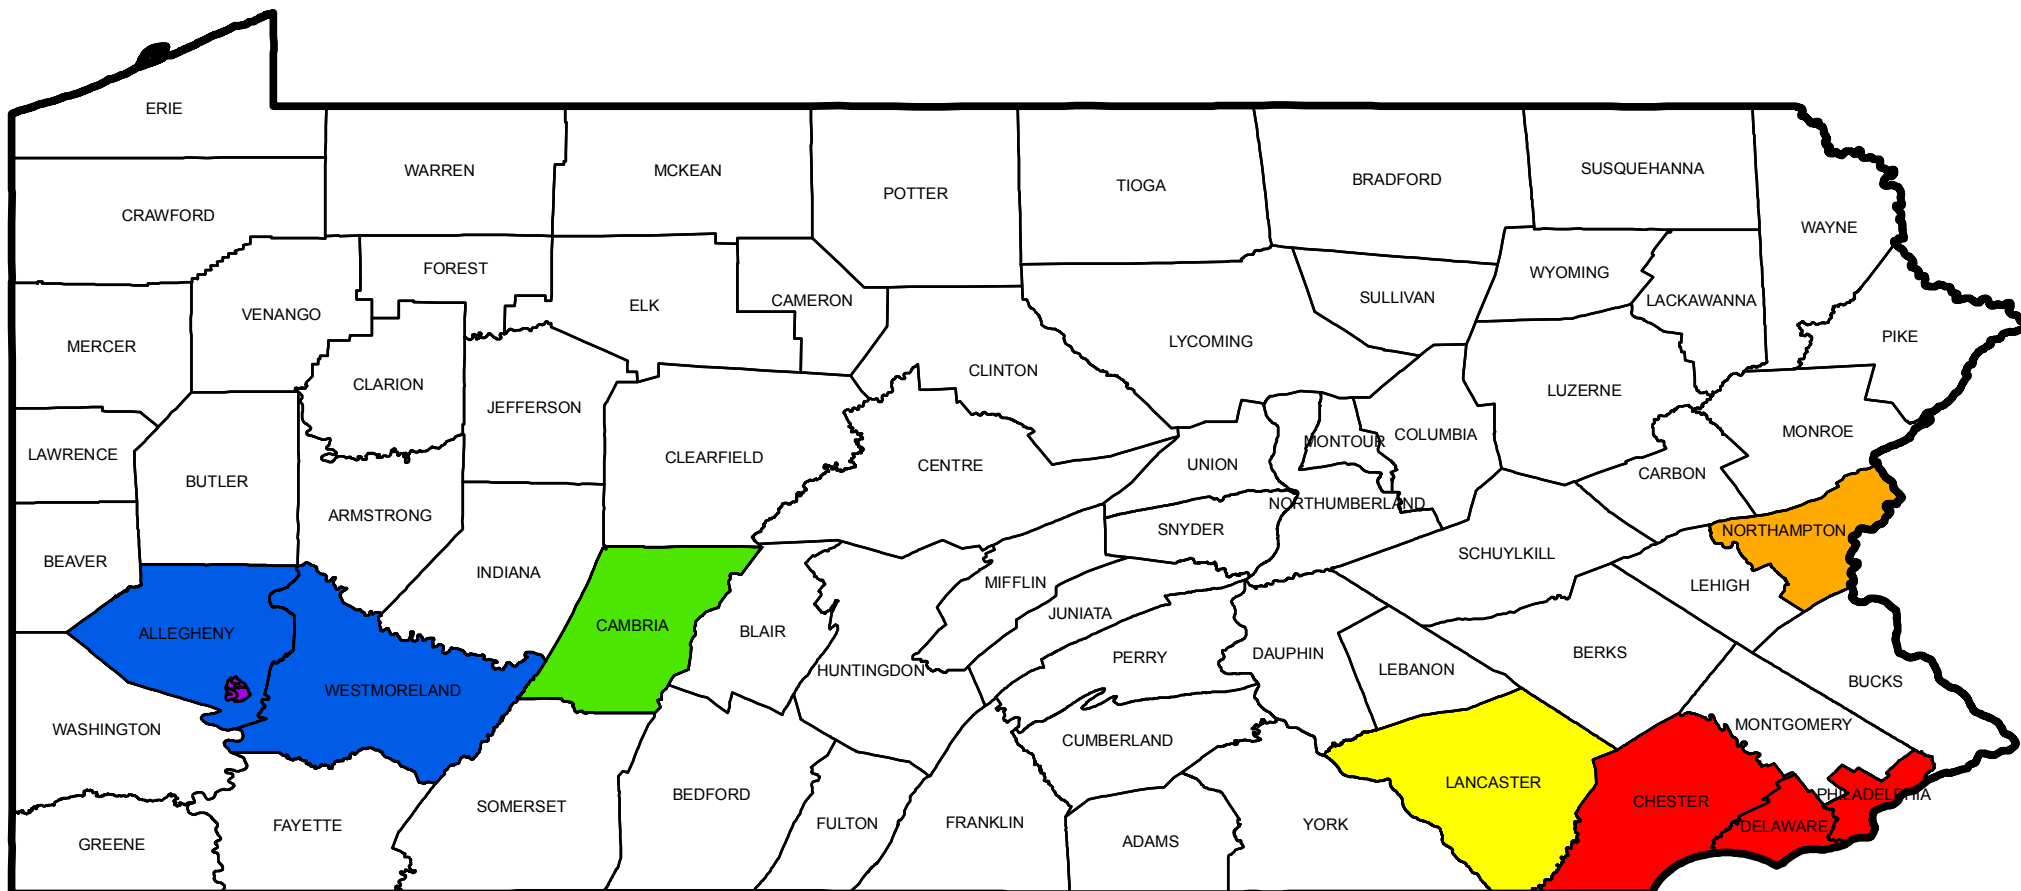 ERIE
WARREN
MCKEAN
POTTER
TIOGA
BRADFORD
SUSQUEHANNA
CRAWFORD
WAYNE
FOREST
WYOMING
VENANGO
ELK
CAMERON
SULLIVAN
LACKAWANNA
MERCER
LYCOMING
PIKE
CLARION
CLINTON
LUZERNE
JEFFERSON
MONTOUR
COLUMBIA
MONROE
LAWRENCE
CLEARFIELD
CENTRE
UNION
CARBON
BUTLER
ARMSTRONG
NORTHUMBERLAND
SNYDER
NORTHAMPTON
BEAVER
INDIANA
SCHUYLKILL
MIFFLIN
LEHIGH
JUNIATA
ALLEGHENY
CAMBRIA
BLAIR
PERRY
DAUPHIN
BERKS
HUNTINGDON
LEBANON
WESTMORELAND
BUCKS
WASHINGTON
CUMBERLAND
MONTGOMERY
LANCASTER
SOMERSET
BEDFORD
CHESTER
PHILADELPHIA
FAYETTE
FULTON
FRANKLIN
YORK
DELAWARE
GREENE
ADAMS